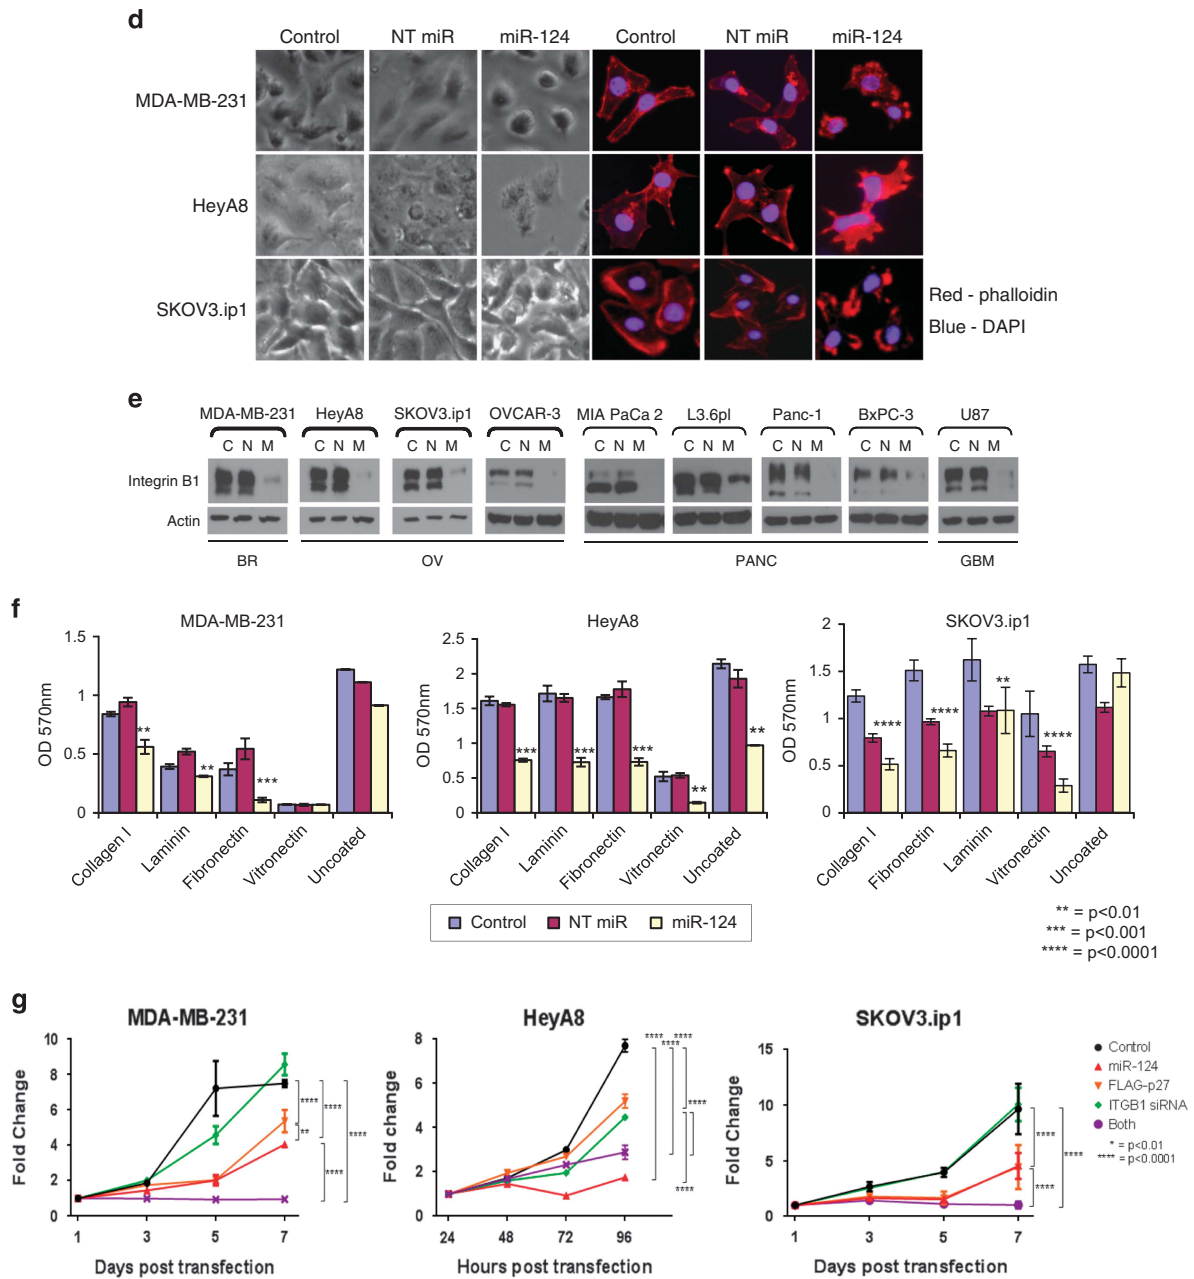 d
Control NT miR miR-124 Control NT miR miR-124
MDA-MB-231
HeyA8
SKOV3.ip1
Red - phalloidin
Blue - DAPI
e
MDA-MB-231 HeyA8 SKOV3.ip1 OVCAR-3 MIA PaCa 2 L3.6pl Panc-1 BxPC-3 U87
C N M C N M C N M C N M C N M C N M C N M C N M C N M
Integrin B1
Actin
BR OV PANC GBM
f
MDA-MB-231
OD 570nm
1.5
1
0.5
0
** ** ***
Collagen I Laminin Fibronectin Vitronectin Uncoated
HeyA8
OD 570nm
2.5
2
1.5
1
0.5
0
*** *** *** ** **
Collagen I Laminin Fibronectin Vitronectin Uncoated
SKOV3.ip1
OD 570nm
2
1.5
1
0.5
0
**** **** ** ****
Collagen I Fibronectin Laminin Vitronectin Uncoated
Control NT miR miR-124
** = p<0.01
*** = p<0.001
**** = p<0.0001
g
MDA-MB-231
Fold Change
10
8
6
4
2
0
1 3 5 7
Days post transfection
**** **** **** ** ****
HeyA8
Fold Change
8
6
4
2
0
24 48 72 96
Hours post transfection
**** **** **** **** ****
SKOV3.ip1
Fold Change
15
10
5
0
1 3 5 7
Days post transfection
**** **** ****
Control
miR-124
FLAG-p27
ITGB1 siRNA
Both
* = p<0.01
**** = p<0.0001